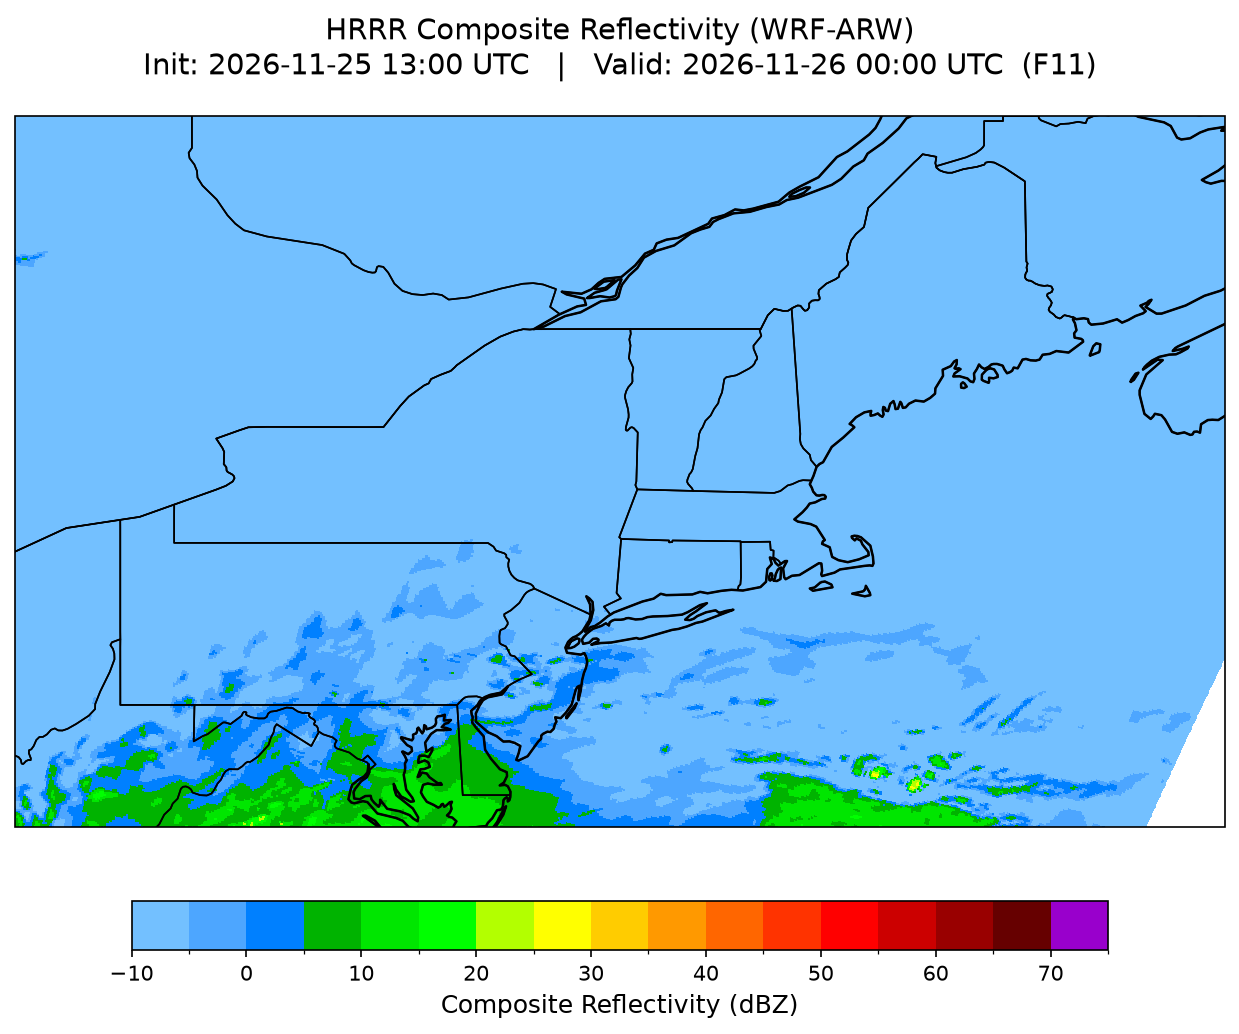 HRRR Composite Reflectivity (WRF-ARW)
Init: 2026-11-25 13:00 UTC   |   Valid: 2026-11-26 00:00 UTC  (F11)
−10 0 10 20 30 40 50 60 70
Composite Reflectivity (dBZ)